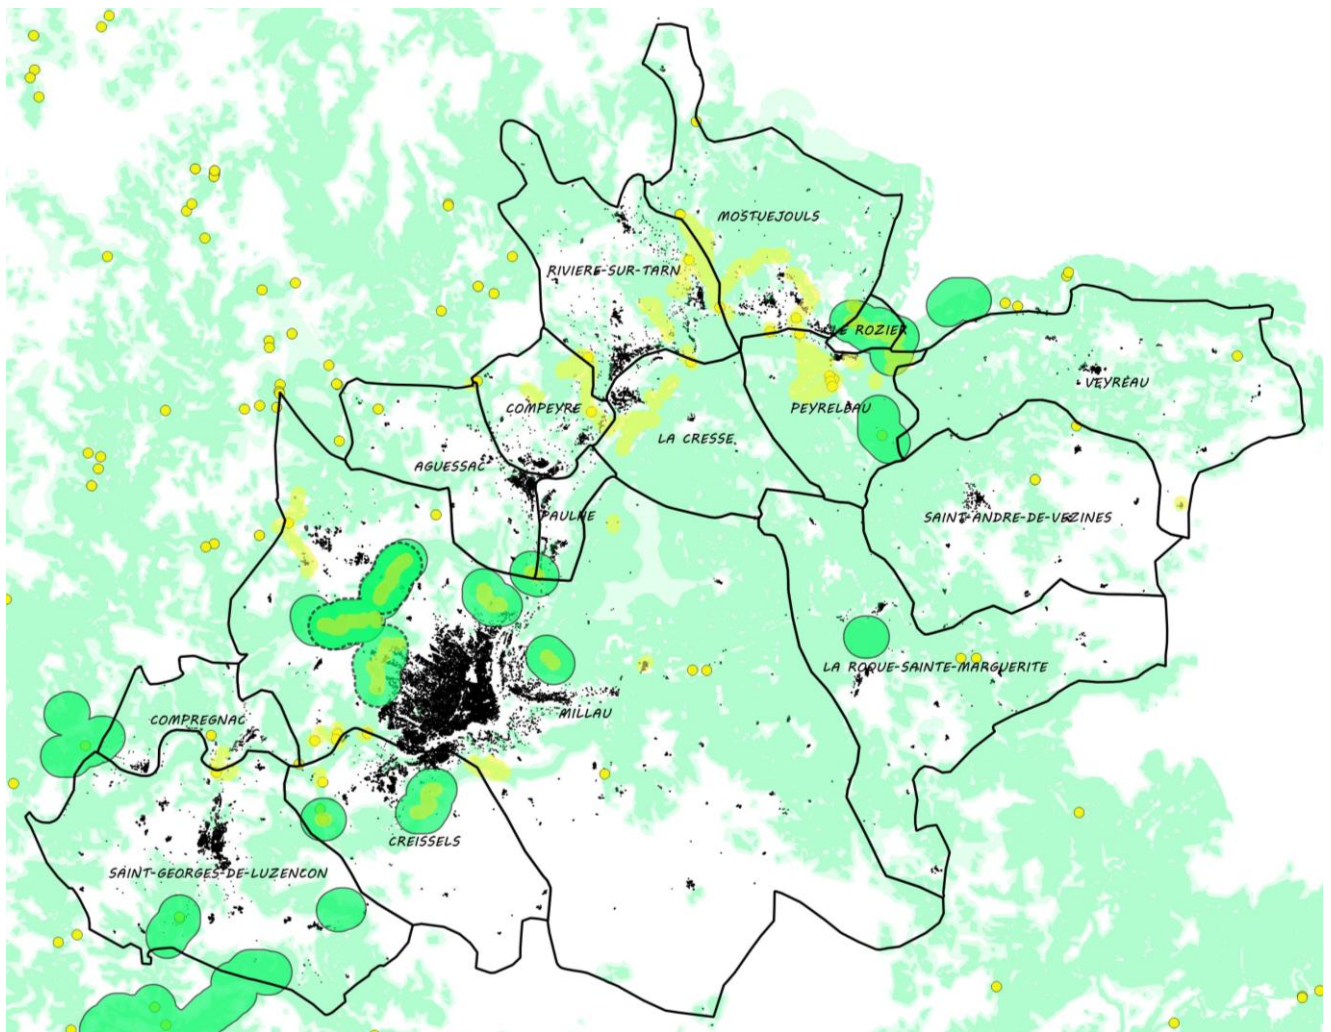 MOSTUEJOULS
RIVIERE-SUR-TARN
LE ROZIER
VEYREAU
COMPEYRE
PEYRELEAU
LA CRESSE
AGUESSAC
PAULHE
SAINT-ANDRE-DE-VEZINES
LA ROQUE-SAINTE-MARGUERITE
COMPREGNAC
MILLAU
CREISSELS
SAINT-GEORGES-DE-LUZENCON